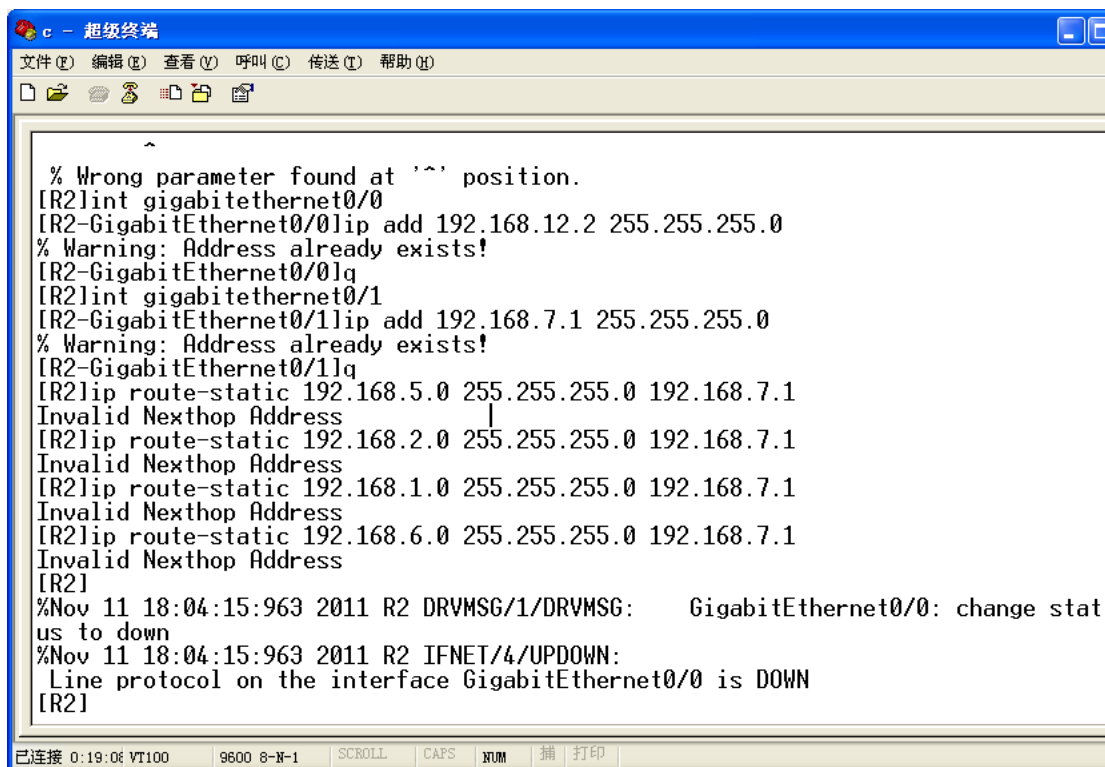 c - 超级终端
文件(F) 编辑(E) 查看(V) 呼叫(C) 传送(T) 帮助(H)
^
% Wrong parameter found at '^' position.
[R2]int gigabitethernet0/0
[R2-GigabitEthernet0/0]ip add 192.168.12.2 255.255.255.0
% Warning: Address already exists!
[R2-GigabitEthernet0/0]q
[R2]int gigabitethernet0/1
[R2-GigabitEthernet0/1]ip add 192.168.7.1 255.255.255.0
% Warning: Address already exists!
[R2-GigabitEthernet0/1]q
[R2]ip route-static 192.168.5.0 255.255.255.0 192.168.7.1
Invalid Nexthop Address
[R2]ip route-static 192.168.2.0 255.255.255.0 192.168.7.1
Invalid Nexthop Address
[R2]ip route-static 192.168.1.0 255.255.255.0 192.168.7.1
Invalid Nexthop Address
[R2]ip route-static 192.168.6.0 255.255.255.0 192.168.7.1
Invalid Nexthop Address
[R2]
%Nov 11 18:04:15:963 2011 R2 DRVMSG/1/DRVMSG: GigabitEthernet0/0: change stat
us to down
%Nov 11 18:04:15:963 2011 R2 IFNET/4/UPDOWN:
Line protocol on the interface GigabitEthernet0/0 is DOWN
[R2]
已连接 0:19:08 VT100 9600 8-N-1 SCROLL CAPS NUM 捕 打印